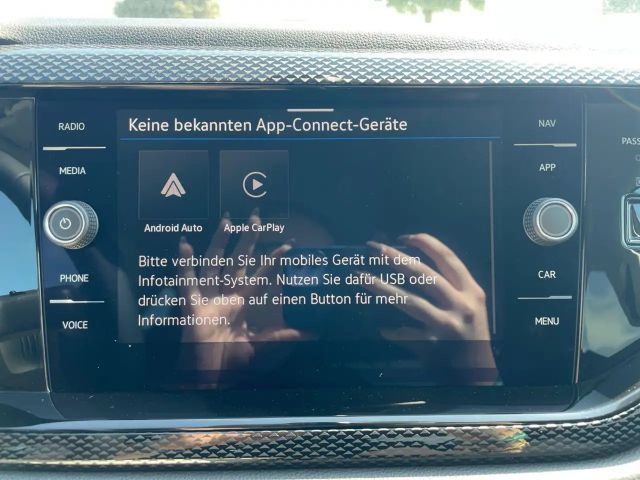 RADIO
MEDIA
PHONE
VOICE
Keine bekannten App-Connect-Geräte
Android Auto
Apple CarPlay
Bitte verbinden Sie Ihr mobiles Gerät mit dem
Infotainment-System. Nutzen Sie dafür USB oder
drücken Sie oben auf einen Button für mehr
Informationen.
NAV
APP
CAR
MENU